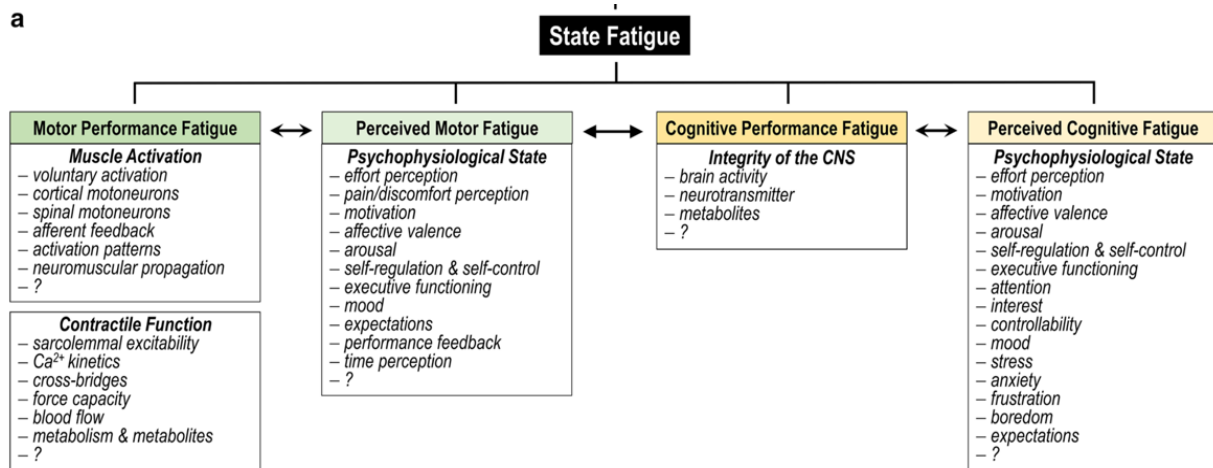 a
State Fatigue
Motor Performance Fatigue
Muscle Activation
– voluntary activation
– cortical motoneurons
– spinal motoneurons
– afferent feedback
– activation patterns
– neuromuscular propagation
– ?
Contractile Function
– sarcolemmal excitability
– Ca²⁺ kinetics
– cross-bridges
– force capacity
– blood flow
– metabolism & metabolites
– ?
Perceived Motor Fatigue
Psychophysiological State
– effort perception
– pain/discomfort perception
– motivation
– affective valence
– arousal
– self-regulation & self-control
– executive functioning
– mood
– expectations
– performance feedback
– time perception
– ?
Cognitive Performance Fatigue
Integrity of the CNS
– brain activity
– neurotransmitter
– metabolites
– ?
Perceived Cognitive Fatigue
Psychophysiological State
– effort perception
– motivation
– affective valence
– arousal
– self-regulation & self-control
– executive functioning
– attention
– interest
– controllability
– mood
– stress
– anxiety
– frustration
– boredom
– expectations
– ?